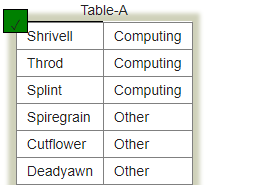 Table-A
Shrivell Computing
Throd Computing
Splint Computing
Spiregrain Other
Cutflower Other
Deadyawn Other